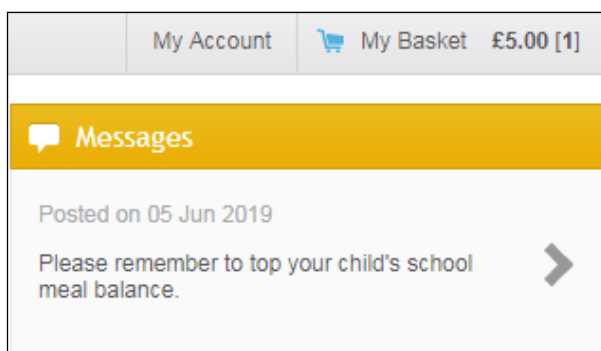 My Account My Basket £5.00 [1]
Messages
Posted on 05 Jun 2019
Please remember to top your child's school
meal balance.